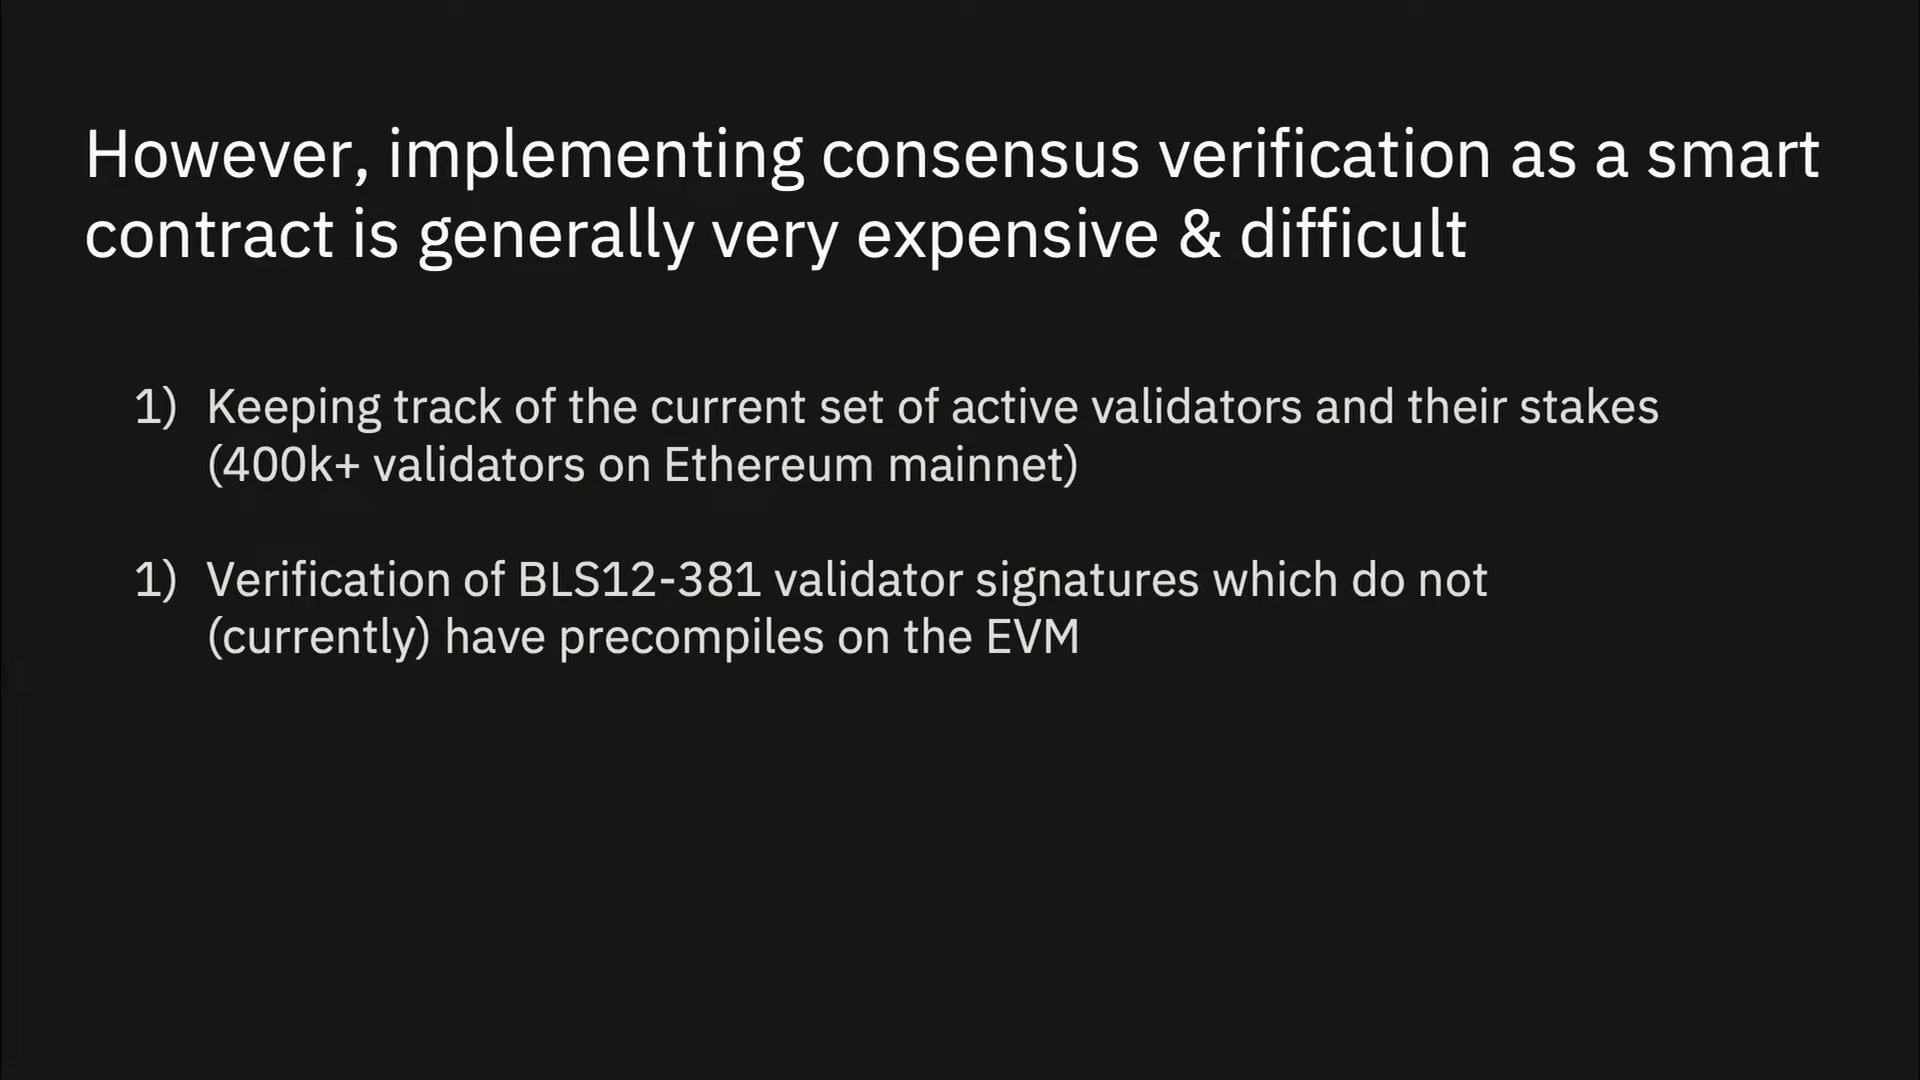 However, implementing consensus verification as a smart
contract is generally very expensive & difficult
1) Keeping track of the current set of active validators and their stakes
(400k+ validators on Ethereum mainnet)
1) Verification of BLS12-381 validator signatures which do not
(currently) have precompiles on the EVM